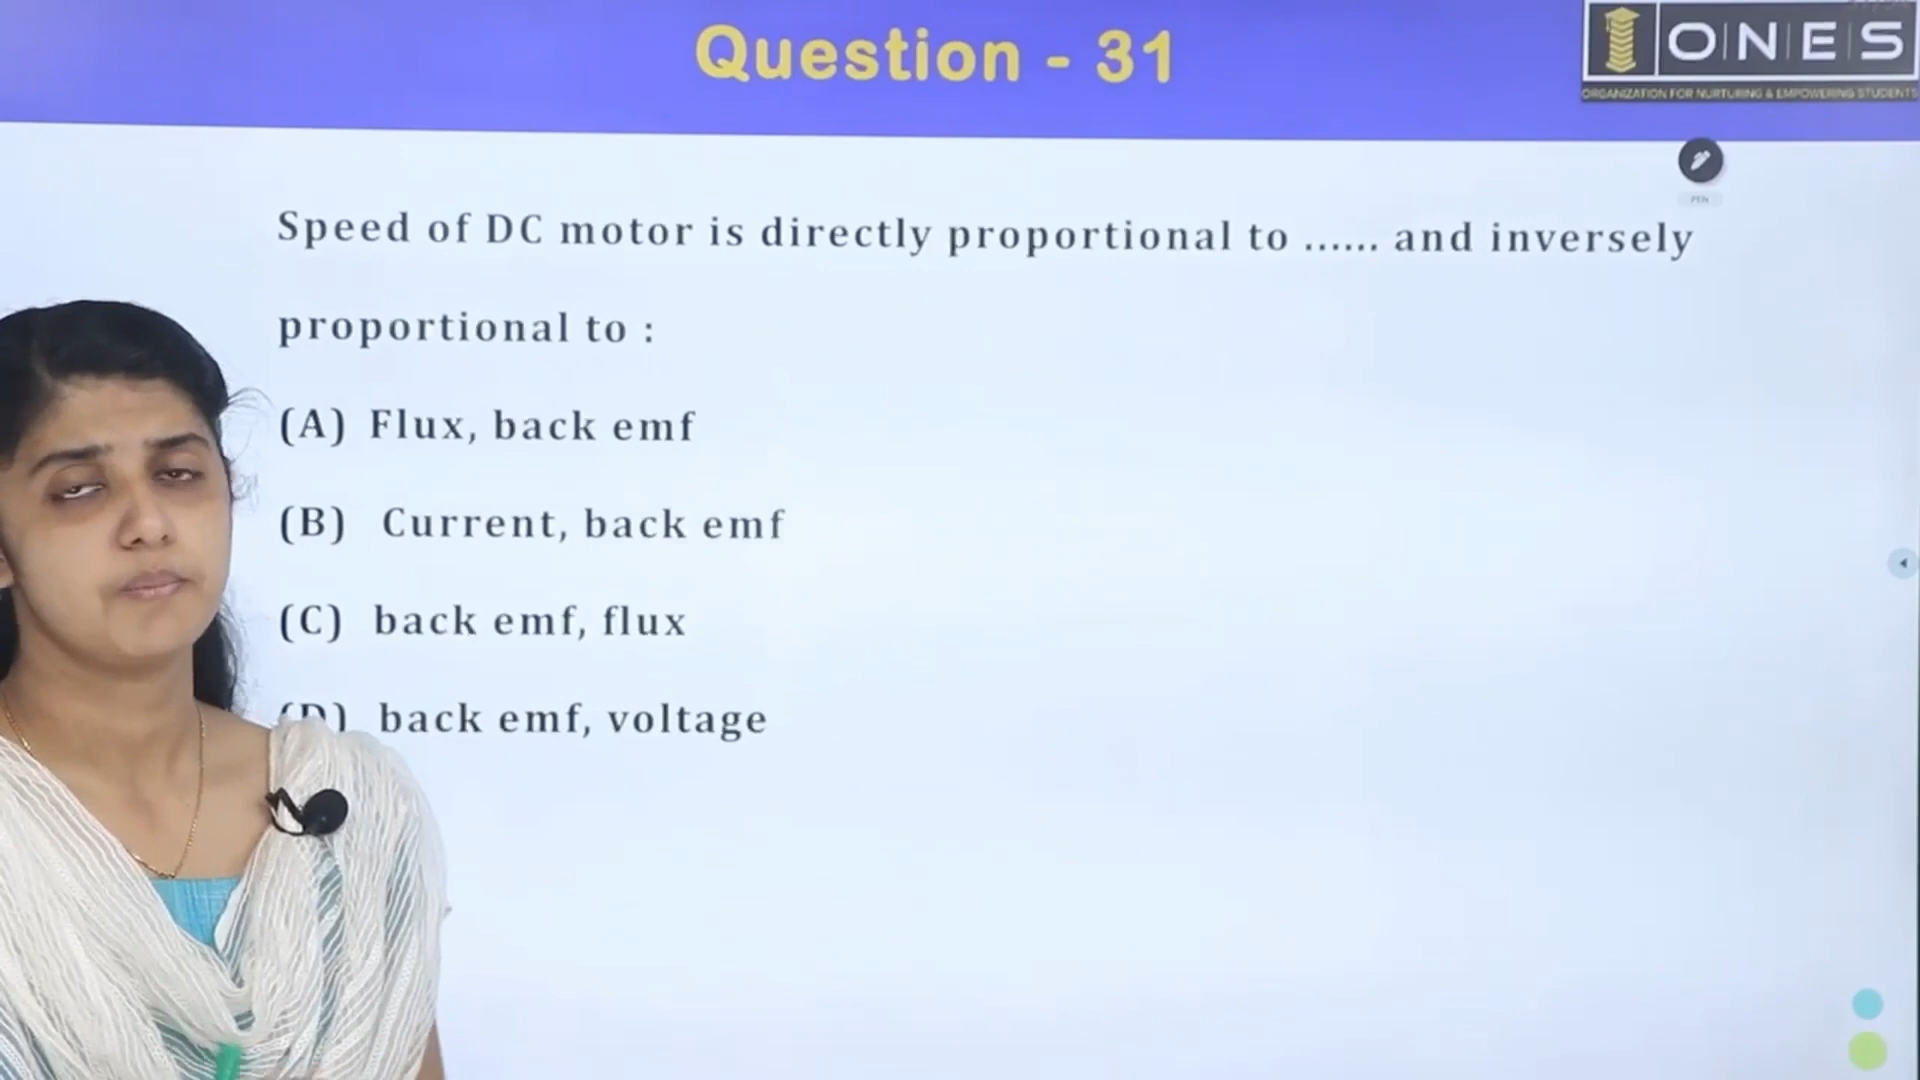 Question - 31
ONES
ORGANIZATION FOR NURTURING & EMPOWERING STUDENTS
PEN
Speed of DC motor is directly proportional to ...... and inversely
proportional to :
(A) Flux, back emf
(B) Current, back emf
(C) back emf, flux
(D) back emf, voltage